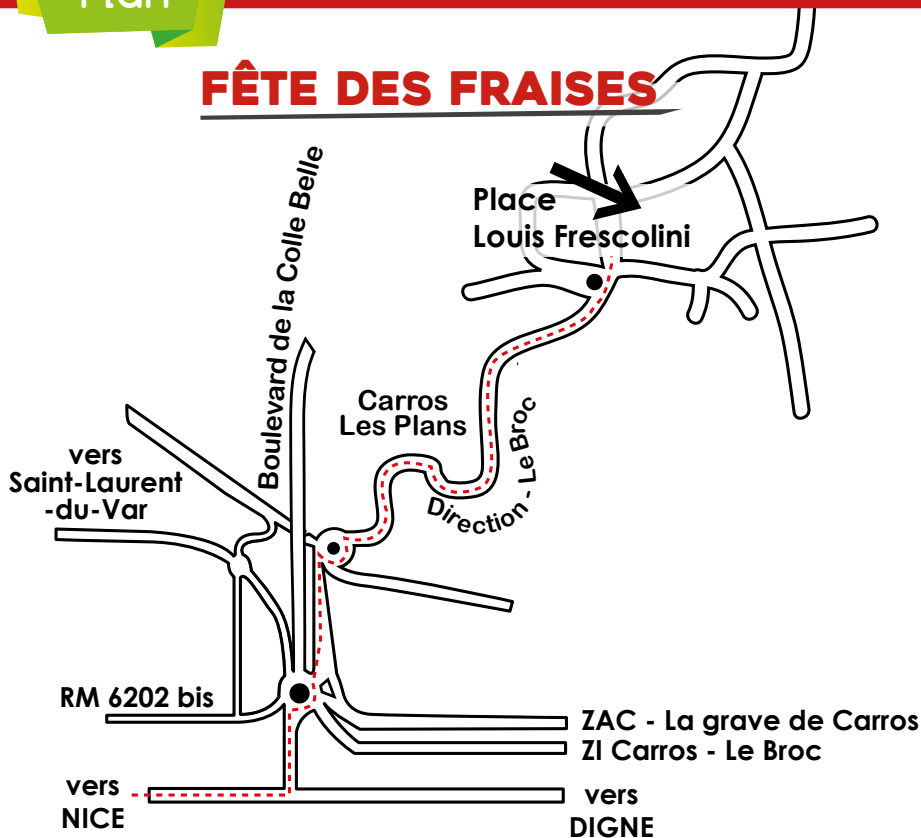 Plan
FÊTE DES FRAISES
Place
Louis Frescolini
Boulevard de la Colle Belle
Carros
Les Plans
Direction - Le Broc
vers
Saint-Laurent
-du-Var
RM 6202 bis
ZAC - La grave de Carros
ZI Carros - Le Broc
vers
NICE
vers
DIGNE